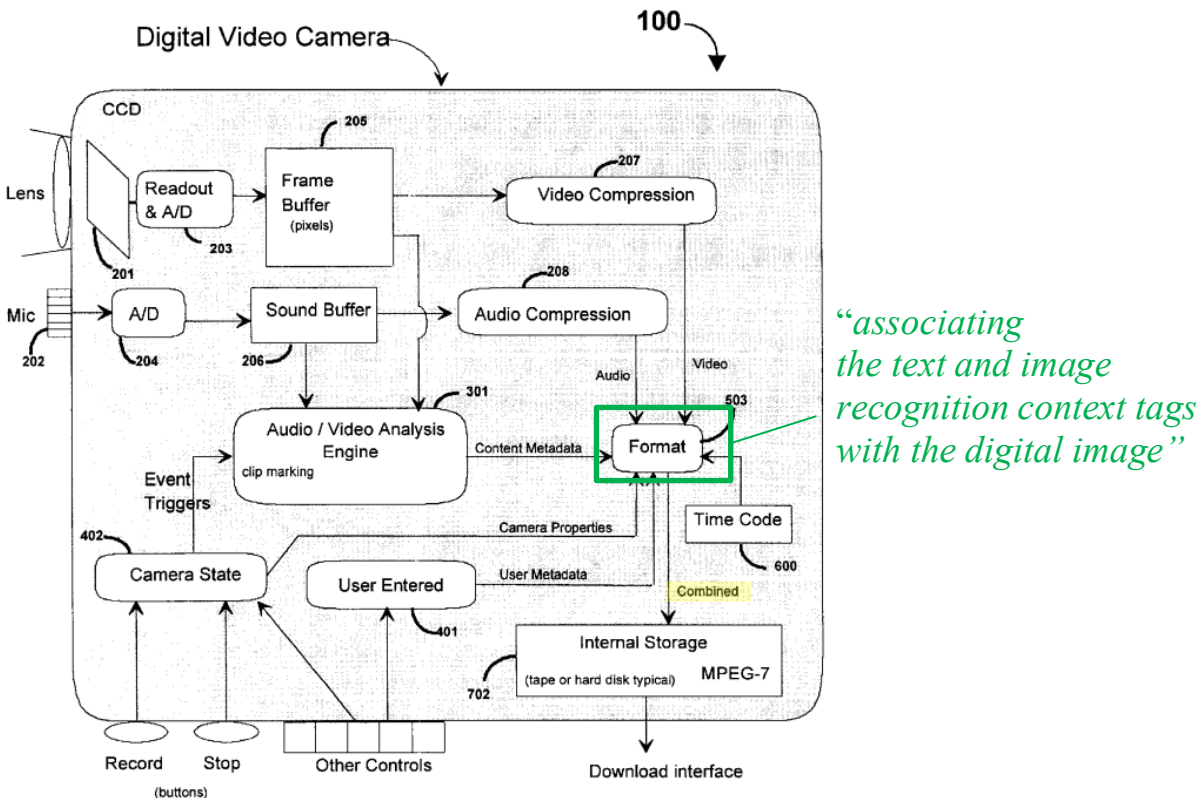 Digital Video Camera
100
CCD
205
207
Lens
Readout
& A/D
Frame
Buffer
(pixels)
Video Compression
203
201
208
Mic
A/D
Sound Buffer
Audio Compression
202
204
206
Audio
Video
301
503
Audio / Video Analysis
Engine
clip marking
Content Metadata
Format
“associating
the text and image
recognition context tags
with the digital image”
Event
Triggers
Camera Properties
Time Code
402
600
Camera State
User Entered
User Metadata
Combined
401
Internal Storage
(tape or hard disk typical)
MPEG-7
702
Record
Stop
Other Controls
(buttons)
Download interface